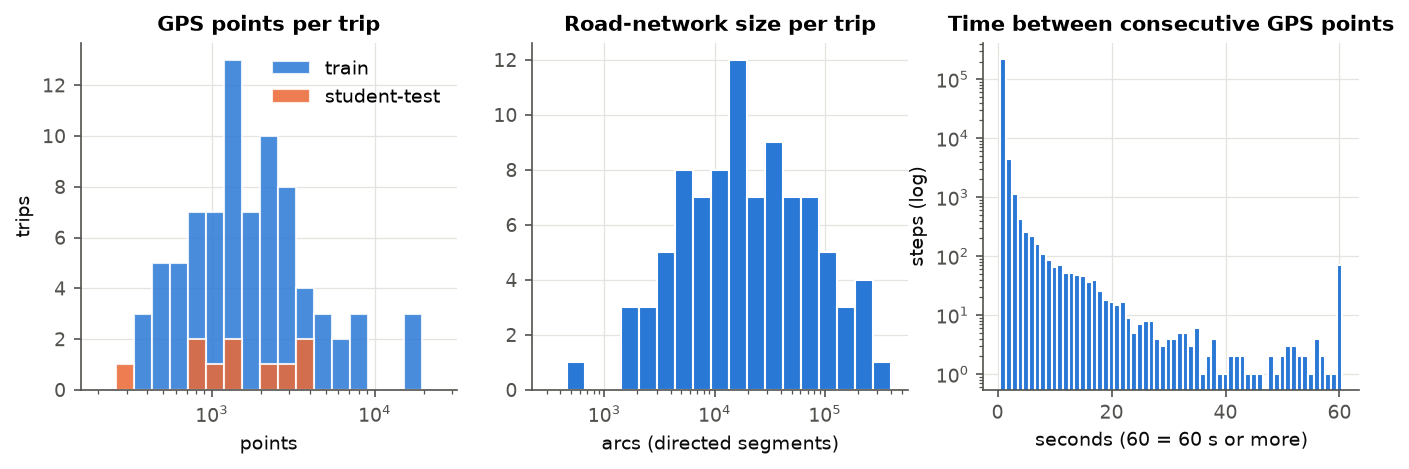 GPS points per trip
train
student-test
trips
12
10
8
6
4
2
0
10³
10⁴
points
Road-network size per trip
12
10
8
6
4
2
0
10³
10⁴
10⁵
arcs (directed segments)
Time between consecutive GPS points
steps (log)
10⁵
10⁴
10³
10²
10¹
10⁰
0
20
40
60
seconds (60 = 60 s or more)